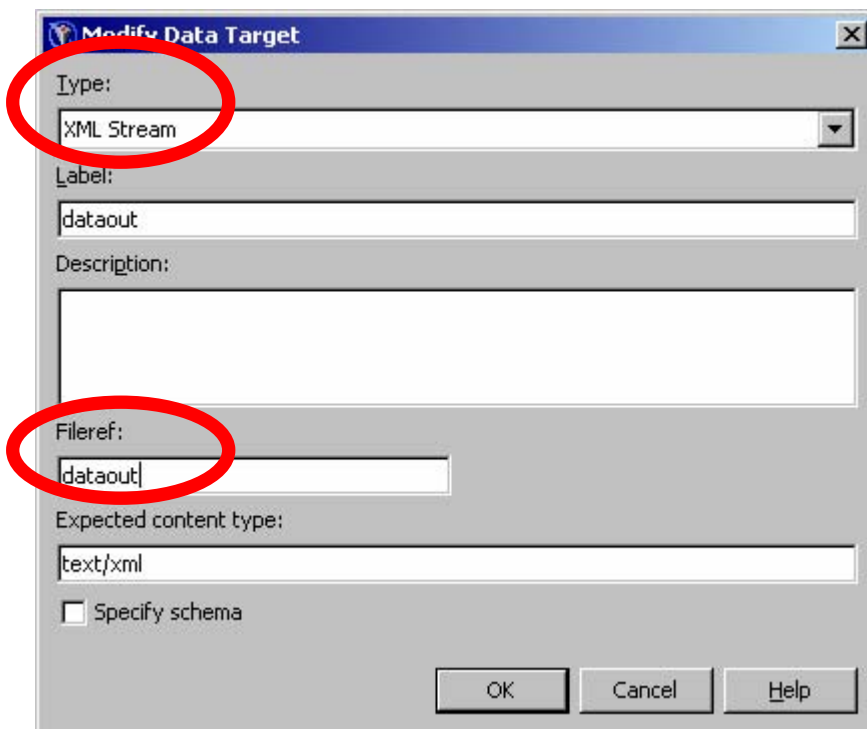 Modify Data Target
Type:
XML Stream
Label:
dataout
Description:
Fileref:
dataout
Expected content type:
text/xml
Specify schema
OK Cancel Help